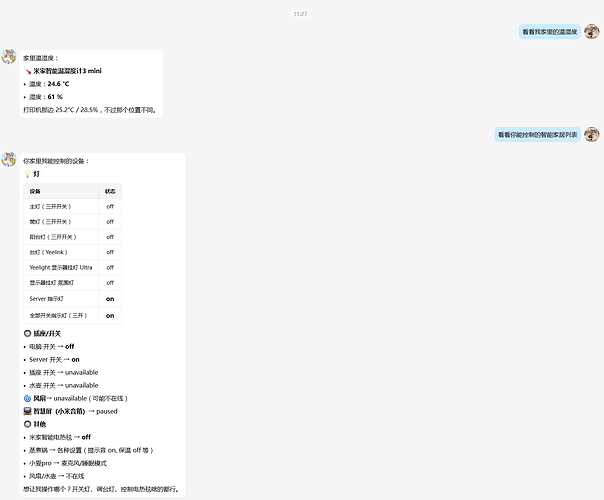 11:27
看看我家里的温湿度
家里温湿度：
米家智能温湿度计3 mini
• 温度：24.6 °C
• 湿度：61 %
打印机那边 25.2°C / 28.5%，不过那个位置不同。
看看你能控制的智能家居列表
你家里我能控制的设备：
灯
设备 状态
主灯（三开开关） off
筒灯（三开开关） off
阳台灯（三开开关） off
台灯（Yeelink） off
Yeelight 显示器挂灯 Ultra off
显示器挂灯 氛围灯 off
Server 指示灯 on
全部开关指示灯（三开） on
插座/开关
• 电脑 开关 → off
• Server 开关 → on
• 插座 开关 → unavailable
• 水壶 开关 → unavailable
风扇→ unavailable（可能不在线）
智慧屏（小米音箱） → paused
其他
• 米家智能电热毯 → off
• 蒸煮锅 → 各种设置（提示音 on, 保温 off 等）
• 小爱pro → 麦克风/睡眠模式
• 风扇/水壶 → 不在线
想让我操作哪个？开关灯、调台灯、控制电热毯啥的都行。